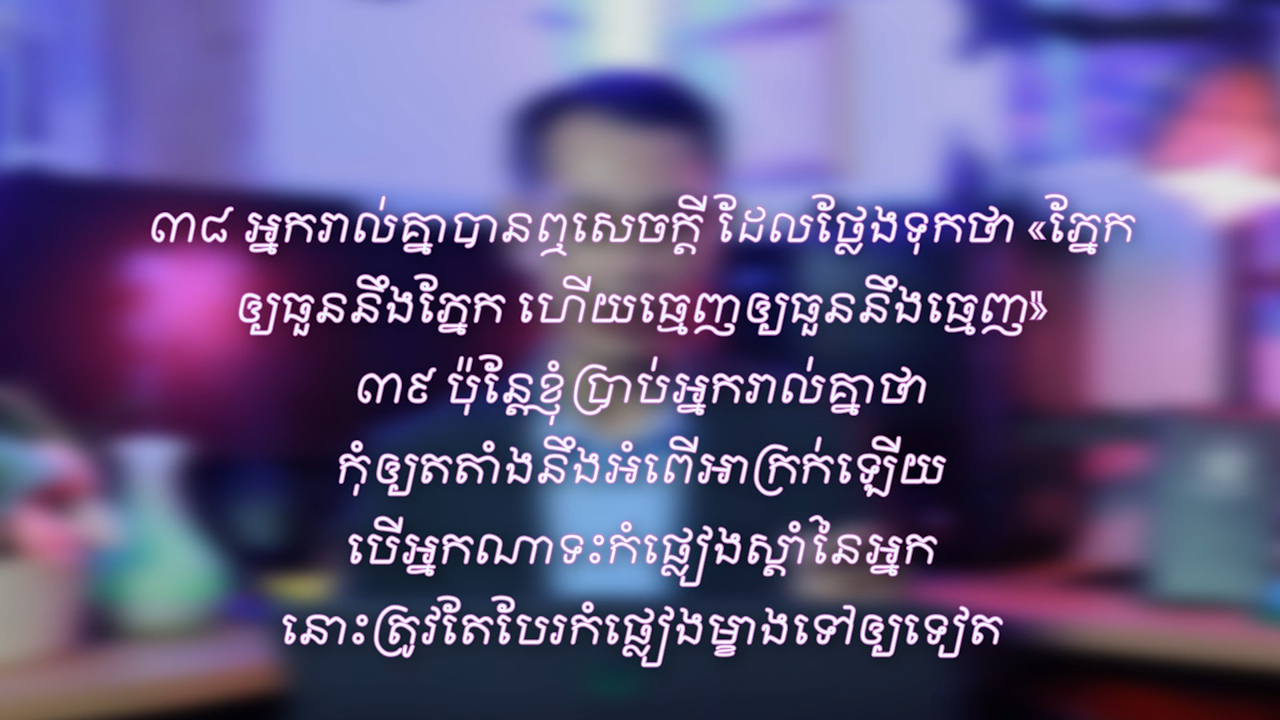 ៣៨ អ្នករាល់គ្នាបានឮសេចក្ដី ដែលថ្លែងទុកថា «ភ្នែក
ឲ្យធួននឹងភ្នែក ហើយធ្មេញឲ្យធួននឹងធ្មេញ»
៣៩ ប៉ុន្តែខ្ញុំប្រាប់អ្នករាល់គ្នាថា
កុំឲ្យតតាំងនឹងអំពើអាក្រក់ឡើយ
បើអ្នកណាទះកំផ្លៀងស្តាំនៃអ្នក
នោះត្រូវតែបែរកំផ្លៀងម្ខាងទៅឲ្យទៀត